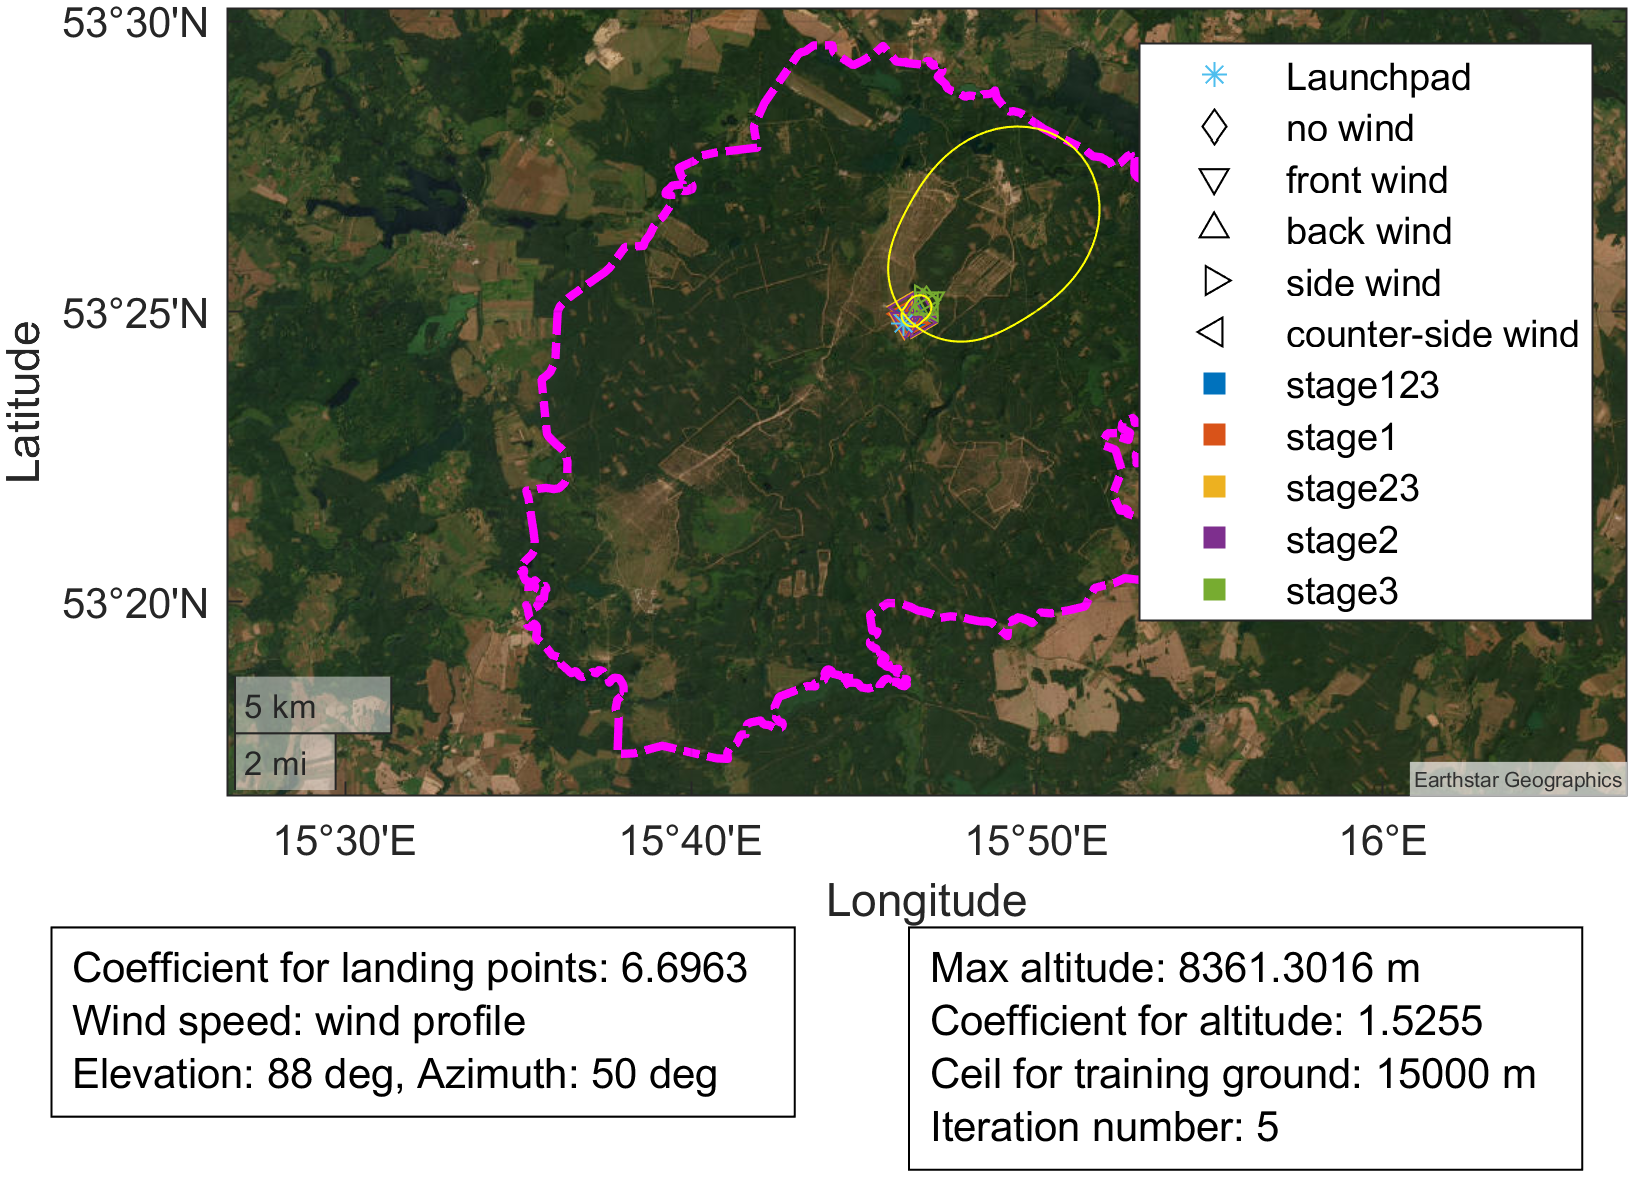 53°30'N
53°25'N
53°20'N
Latitude
Launchpad
no wind
front wind
back wind
side wind
counter-side wind
stage123
stage1
stage23
stage2
stage3
5 km
2 mi
Earthstar Geographics
15°30'E
15°40'E
15°50'E
16°E
Longitude
Coefficient for landing points: 6.6963
Wind speed: wind profile
Elevation: 88 deg, Azimuth: 50 deg
Max altitude: 8361.3016 m
Coefficient for altitude: 1.5255
Ceil for training ground: 15000 m
Iteration number: 5